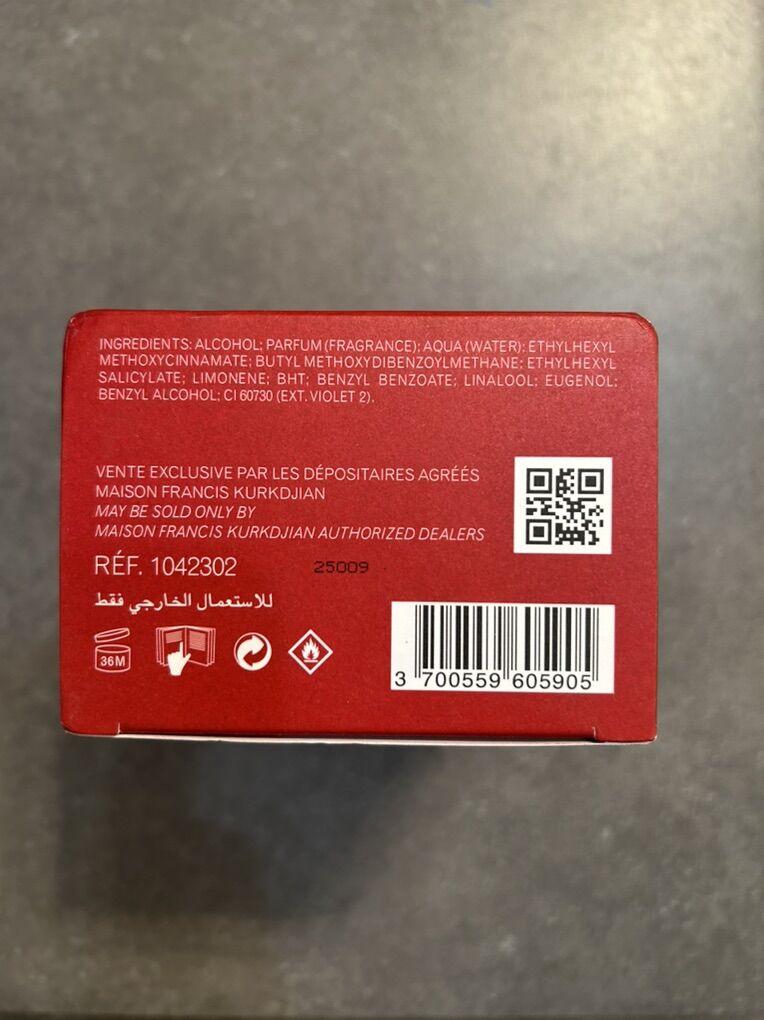 INGREDIENTS: ALCOHOL; PARFUM (FRAGRANCE); AQUA (WATER); ETHYLHEXYL
METHOXYCINNAMATE; BUTYL METHOXYDIBENZOYLMETHANE; ETHYLHEXYL
SALICYLATE; LIMONENE; BHT; BENZYL BENZOATE; LINALOOL; EUGENOL;
BENZYL ALCOHOL; CI 60730 (EXT. VIOLET 2).
VENTE EXCLUSIVE PAR LES DÉPOSITAIRES AGRÉÉS
MAISON FRANCIS KURKDJIAN
MAY BE SOLD ONLY BY
MAISON FRANCIS KURKDJIAN AUTHORIZED DEALERS
RÉF. 1042302
25009
للاستعمال الخارجي فقط
36M
3 700559 605905